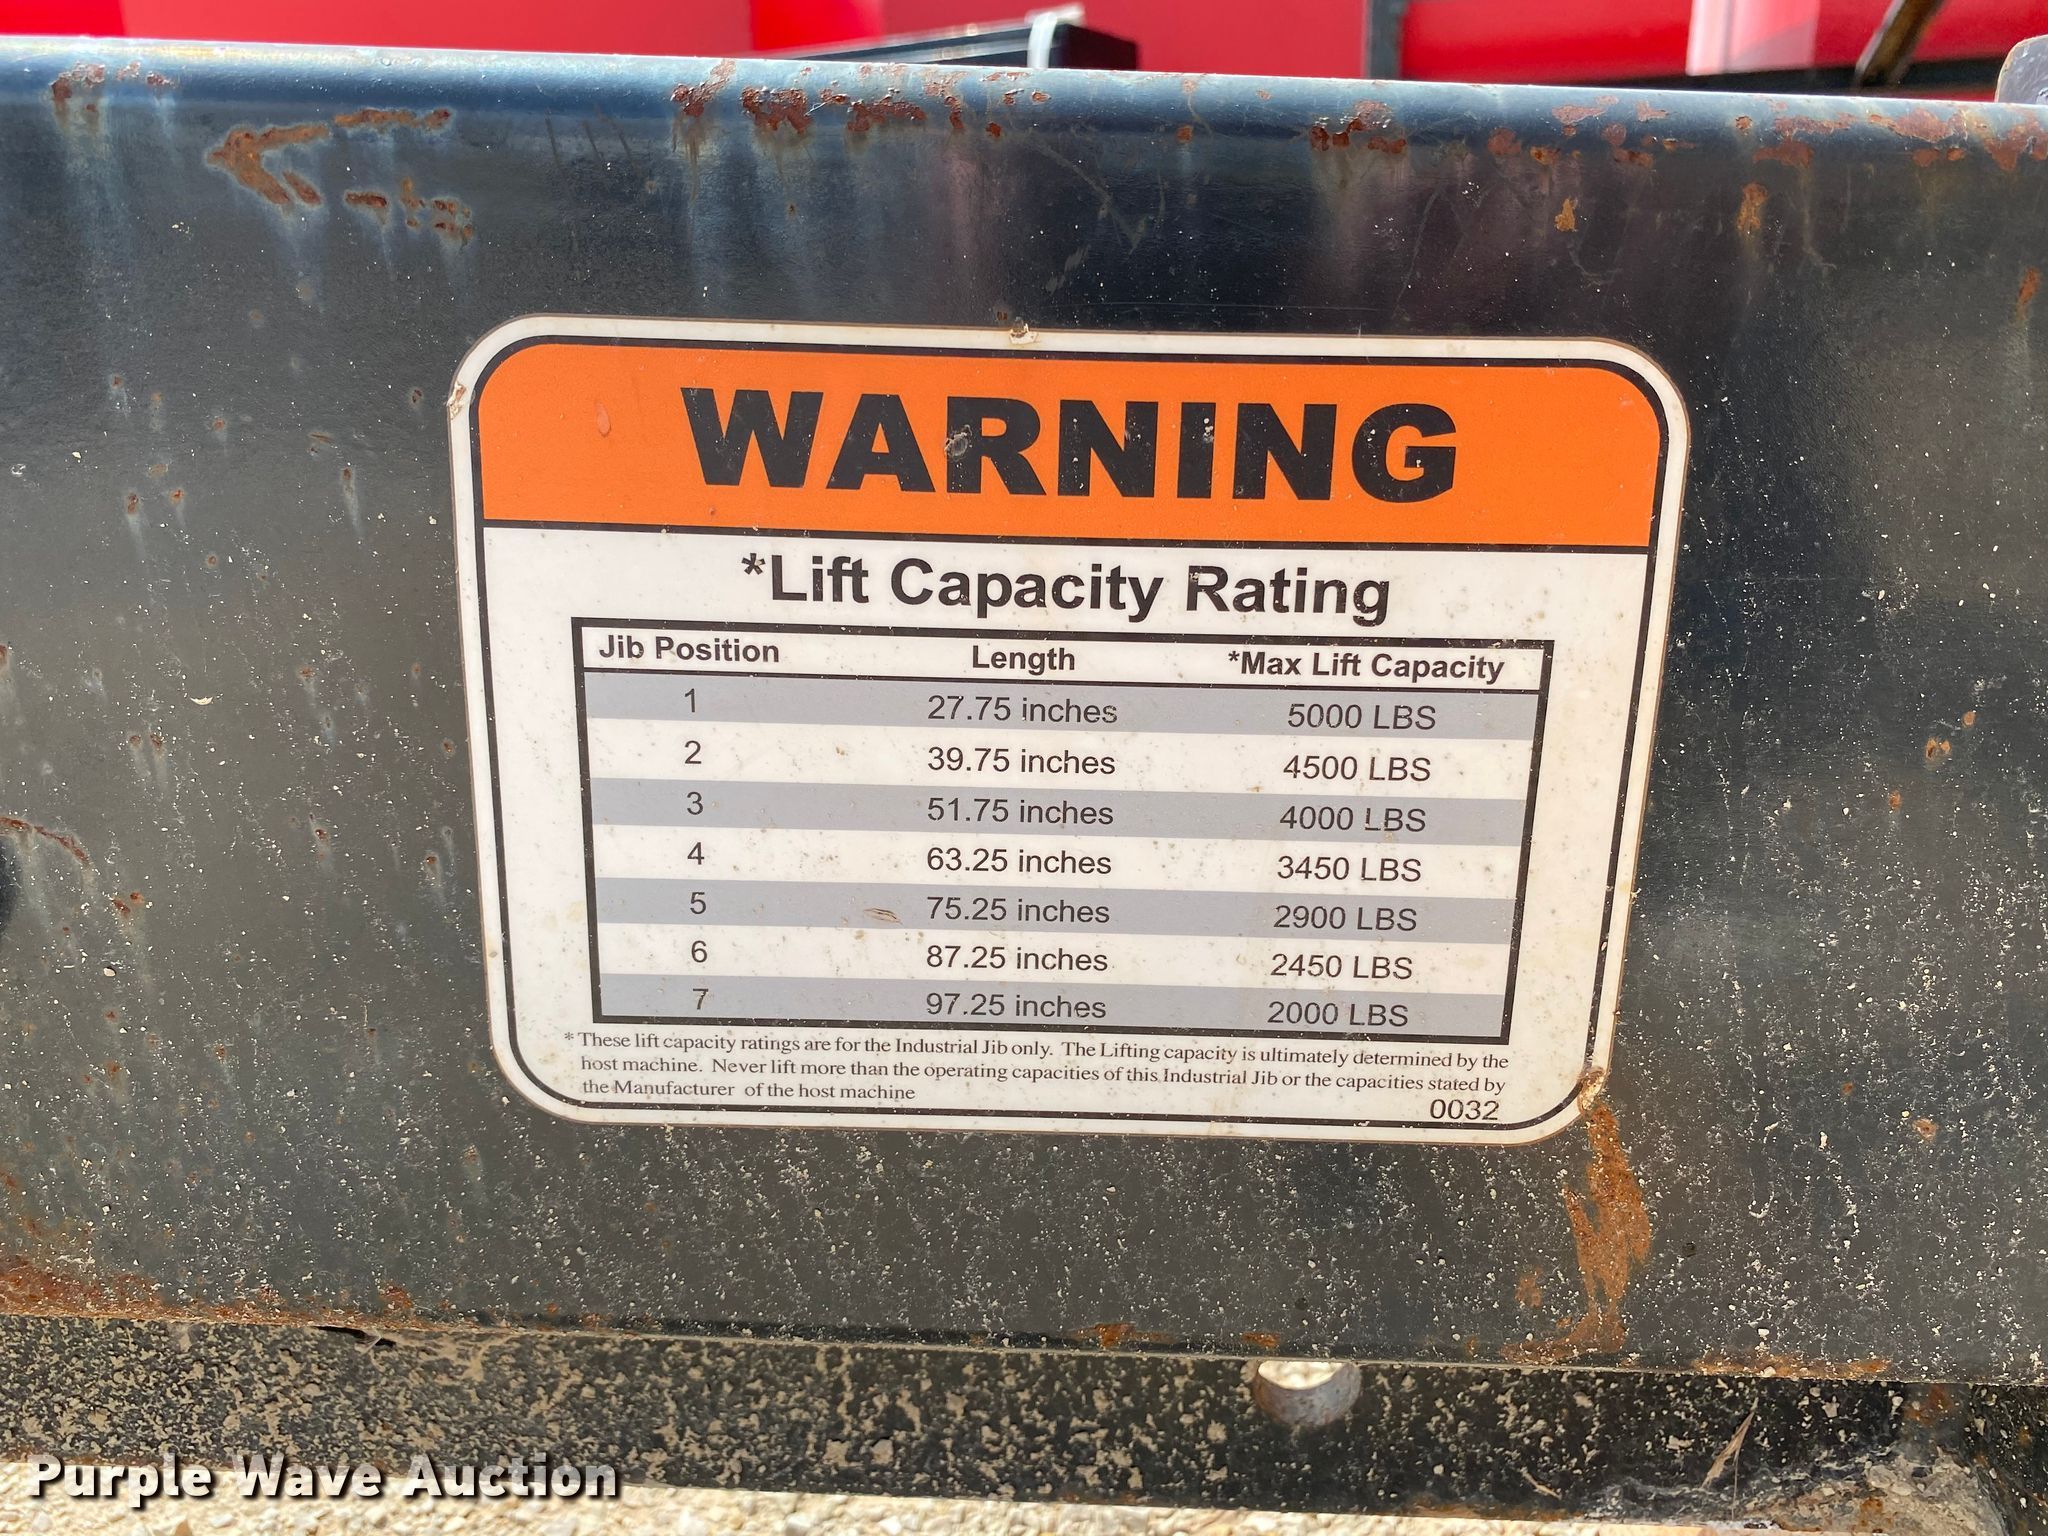 WARNING
*Lift Capacity Rating
Jib Position Length *Max Lift Capacity
1 27.75 inches 5000 LBS
2 39.75 inches 4500 LBS
3 51.75 inches 4000 LBS
4 63.25 inches 3450 LBS
5 75.25 inches 2900 LBS
6 87.25 inches 2450 LBS
7 97.25 inches 2000 LBS
* These lift capacity ratings are for the Industrial Jib only. The Lifting capacity is ultimately determined by the
host machine. Never lift more than the operating capacities of this Industrial Jib or the capacities stated by
the Manufacturer of the host machine
0032
Purple Wave Auction